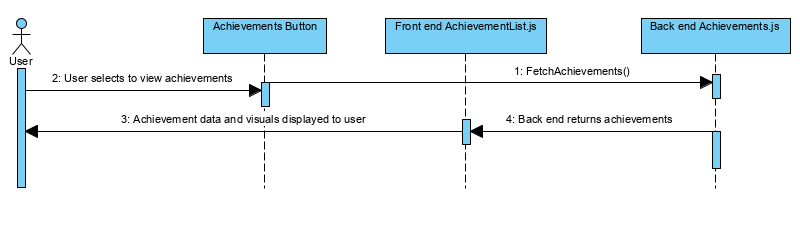 Achievements Button
Front end AchievementList.js
Back end Achievements.js
User
2: User selects to view achievements
1: FetchAchievements()
3: Achievement data and visuals displayed to user
4: Back end returns achievements